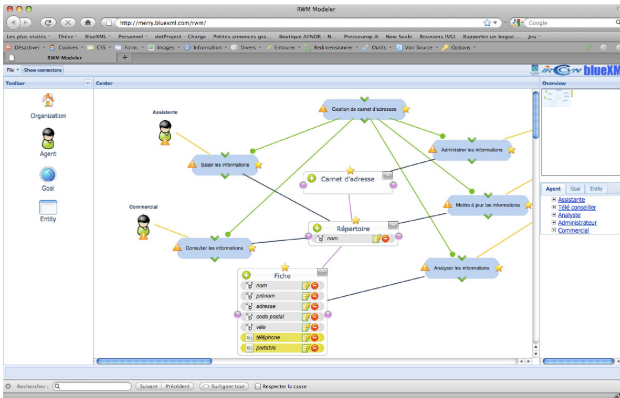 RWM Modeler
http://merry.bluexml.com/rwm/
Google
Les plus visités Thèse BlueXML Personnel dotProject - Charge Petites annonces gro... Boutique AFNOR - N... Presseurop New Sushi Reunions IVGI Rapporter un bogue ... Jeu
Désactiver Cookies CSS Form. Images Information Divers Entourer Redimensionner Outils Voir Source Options
RWM Modeler
File Show connectors
blueXM
Toolbar
Center
Overview
Organization
Agent
Goal
Entity
Assistante
Commercial
Gestion de carnet d'adresses
Saisir les informations
Administrer les informations
Carnet d'adresse
Mettre à jour les informations
Répertoire
nom
Consulter les informations
Analyser les informations
Fiche
nom
prénom
adresse
code postal
ville
téléphone
portable
Agent Goal Entity
Assistante
Télé conseiller
Analyste
Administrateur
Commercial
Rechercher : Suivant Précédent Surligner tout Respecter la casse